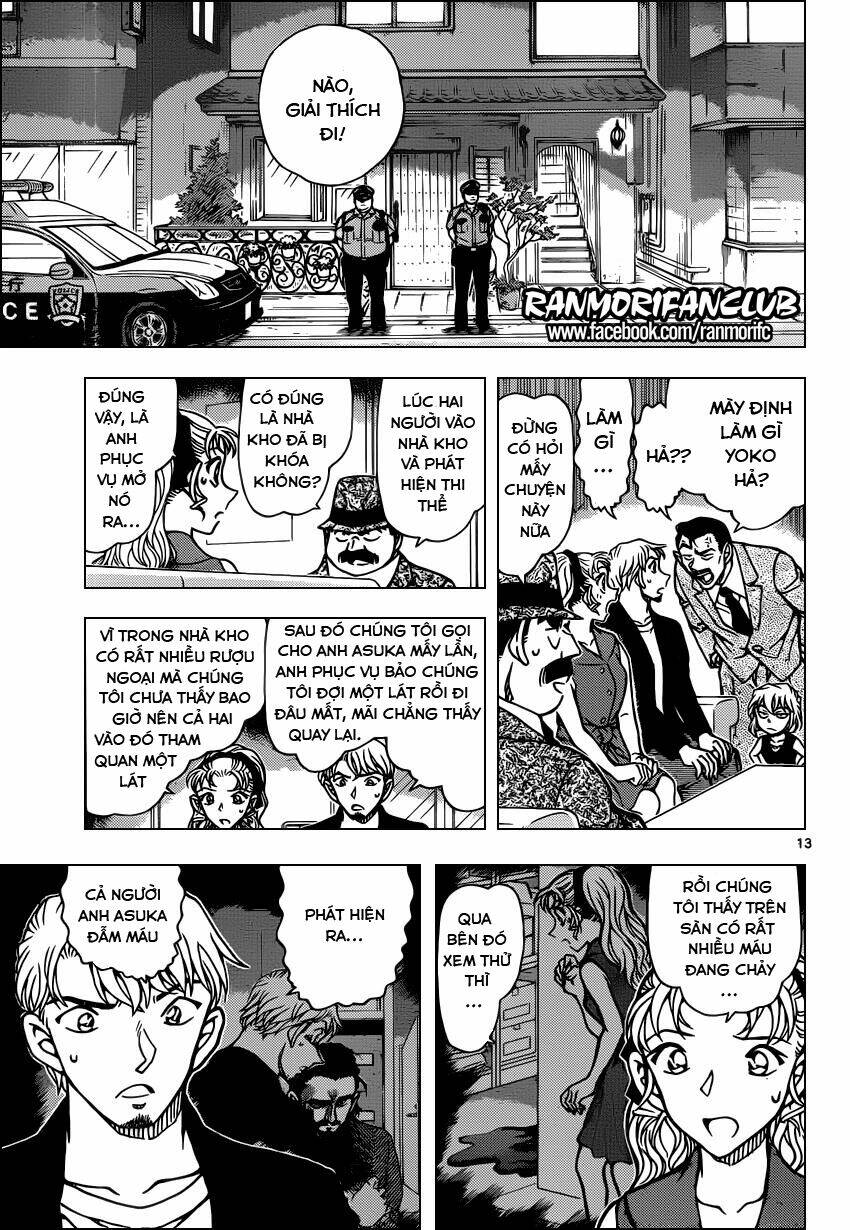 NÀO,
GIẢI THÍCH
ĐI!
CE
POLICE
RANMORIFANCLUB
www.facebook.com/ranmorifc
MÀY ĐỊNH
LÀM GÌ
YOKO
HẢ?
HẢ??
LÀM
GÌ
...
ĐỪNG
CÓ HỎI
MẤY
CHUYỆN
NÀY
NỮA
LÚC HAI
NGƯỜI VÀO
NHÀ KHO
VÀ PHÁT
HIỆN THI
THỂ
CÓ ĐÚNG
LÀ NHÀ
KHO ĐÃ BỊ
KHÓA
KHÔNG?
ĐÚNG
VẬY, LÀ
ANH
PHỤC
VỤ MỞ
NÓ
RA...
SAU ĐÓ CHÚNG TÔI GỌI
CHO ANH ASUKA MẤY LẦN,
ANH PHỤC VỤ BẢO CHÚNG
TÔI ĐỢI MỘT LÁT RỒI ĐI
ĐÂU MẤT, MÃI CHẲNG THẤY
QUAY LẠI.
VÌ TRONG NHÀ KHO
CÓ RẤT NHIỀU RƯỢU
NGOẠI MÀ CHÚNG
TÔI CHƯA THẤY BAO
GIỜ NÊN CẢ HAI
VÀO ĐÓ THAM
QUAN MỘT
LÁT
13
RỒI CHÚNG
TÔI THẤY TRÊN
SÀN CÓ RẤT
NHIỀU MÁU
ĐANG CHẢY
...
QUA
BÊN ĐÓ
XEM THỬ
THÌ
...
PHÁT HIỆN
RA...
CẢ NGƯỜI
ANH ASUKA
ĐẪM MÁU